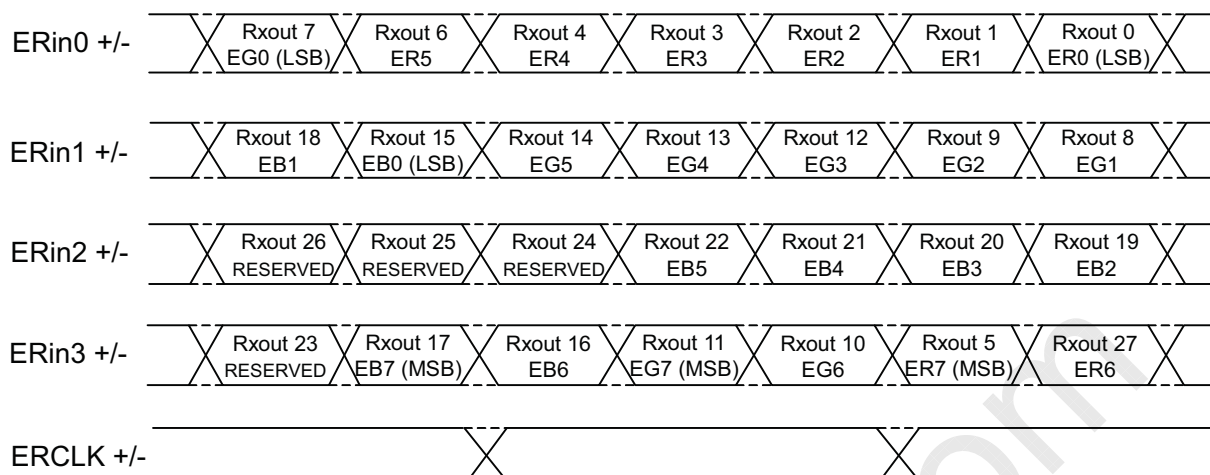 ERin0 +/-
Rxout 7 Rxout 6 Rxout 4 Rxout 3 Rxout 2 Rxout 1 Rxout 0
EG0 (LSB) ER5 ER4 ER3 ER2 ER1 ER0 (LSB)
ERin1 +/-
Rxout 18 Rxout 15 Rxout 14 Rxout 13 Rxout 12 Rxout 9 Rxout 8
EB1 EB0 (LSB) EG5 EG4 EG3 EG2 EG1
ERin2 +/-
Rxout 26 Rxout 25 Rxout 24 Rxout 22 Rxout 21 Rxout 20 Rxout 19
RESERVED RESERVED RESERVED EB5 EB4 EB3 EB2
ERin3 +/-
Rxout 23 Rxout 17 Rxout 16 Rxout 11 Rxout 10 Rxout 5 Rxout 27
RESERVED EB7 (MSB) EB6 EG7 (MSB) EG6 ER7 (MSB) ER6
ERCLK +/-
om